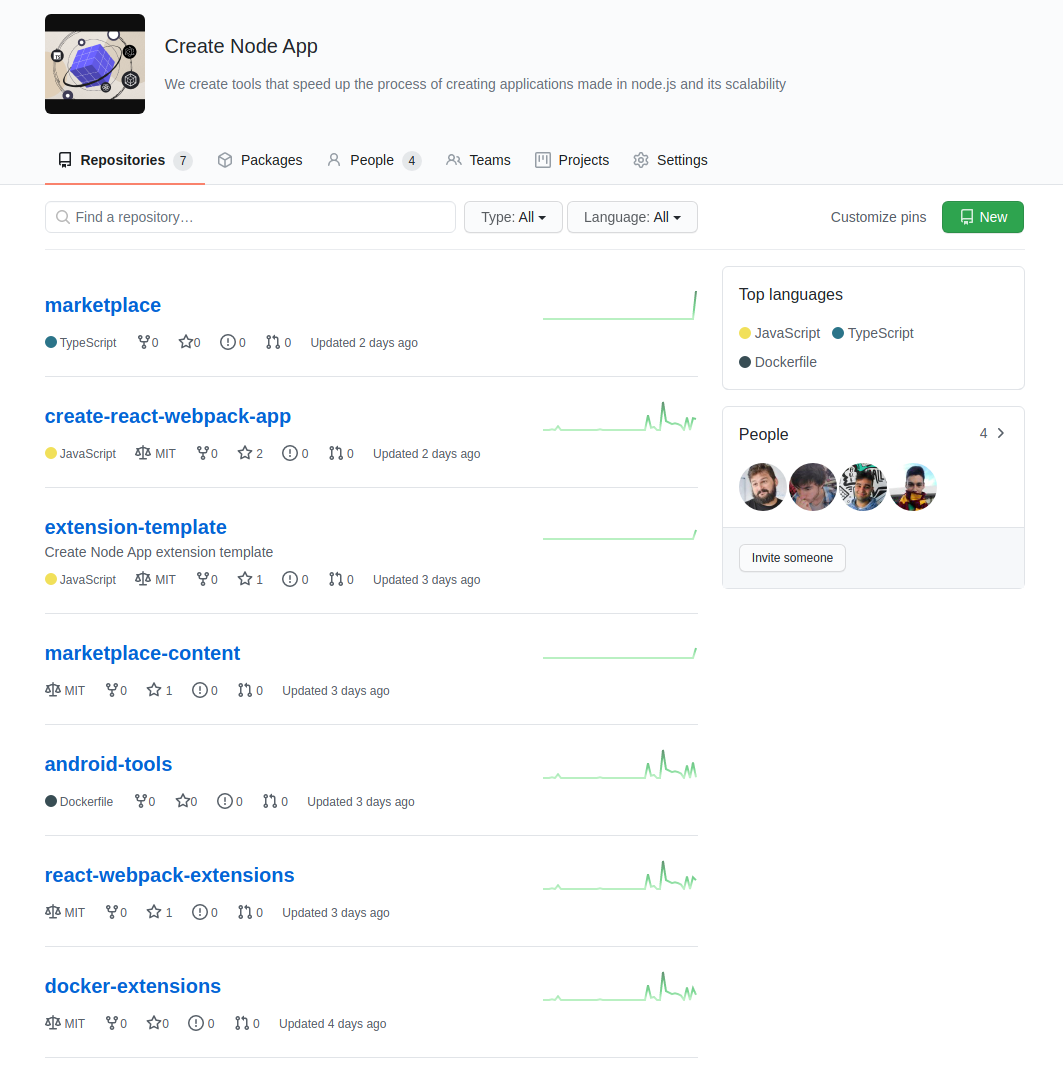 Create Node App
We create tools that speed up the process of creating applications made in node.js and its scalability
Repositories 7 Packages People 4 Teams Projects Settings
Find a repository… Type: All Language: All Customize pins New
marketplace
TypeScript 0 0 0 0 Updated 2 days ago
create-react-webpack-app
JavaScript MIT 0 2 0 0 Updated 2 days ago
extension-template
Create Node App extension template
JavaScript MIT 0 1 0 0 Updated 3 days ago
marketplace-content
MIT 0 1 0 0 Updated 3 days ago
android-tools
Dockerfile 0 0 0 0 Updated 3 days ago
react-webpack-extensions
MIT 0 1 0 0 Updated 3 days ago
docker-extensions
MIT 0 0 0 0 Updated 4 days ago
Top languages
JavaScript TypeScript
Dockerfile
People 4
Invite someone